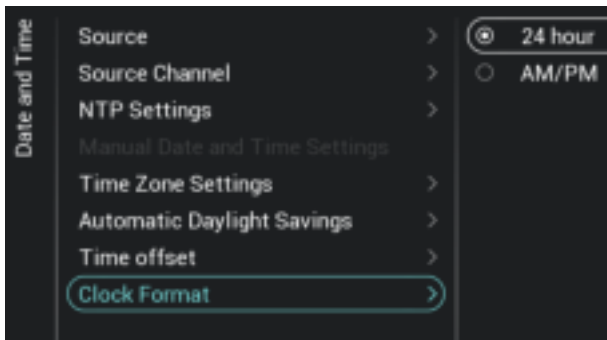 Date and Time
Source
Source Channel
NTP Settings
Manual Date and Time Settings
Time Zone Settings
Automatic Daylight Savings
Time offset
Clock Format
24 hour
AM/PM